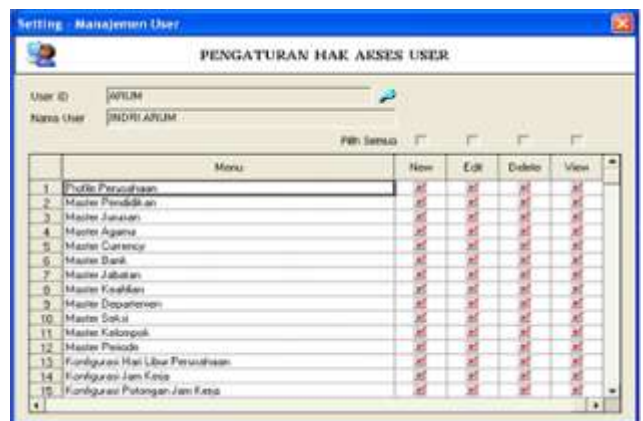 Setting - Manajemen User
PENGATURAN HAK AKSES USER
User ID ARUM
Nama User INDRI ARUM
Pilih Semua
Menu New Edit Delete View
1 Profile Perusahaan
2 Master Pendidikan
3 Master Jurusan
4 Master Agama
5 Master Currency
6 Master Bank
7 Master Jabatan
8 Master Keahlian
9 Master Departemen
10 Master Seksi
11 Master Kelompok
12 Master Periode
13 Konfigurasi Hari Libur Perusahaan
14 Konfigurasi Jam Kerja
15 Konfigurasi Potongan Jam Kerja